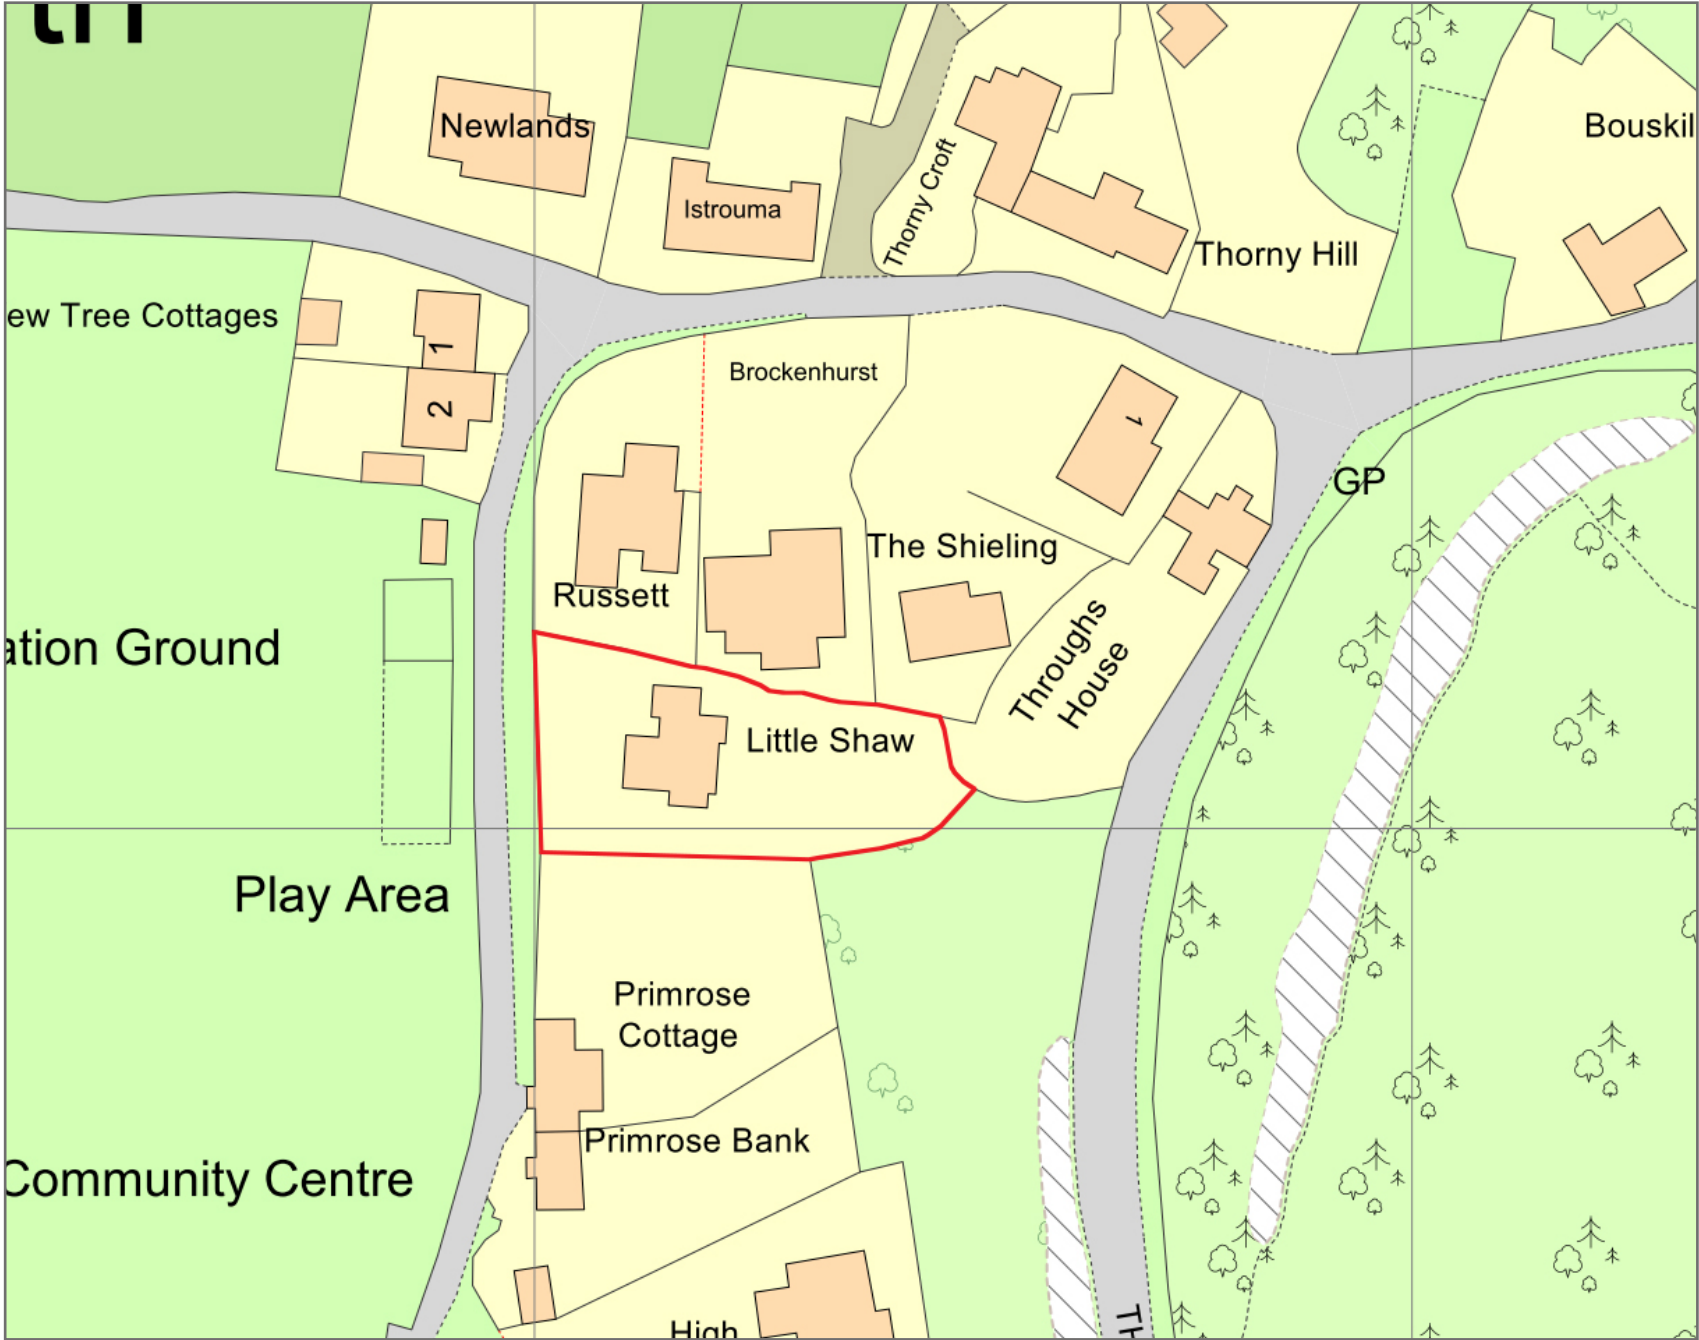 Newlands
Istrouma
Thorny Croft
Thorny Hill
Bouskil
ew Tree Cottages
1
2
Brockenhurst
1
GP
The Shieling
Russett
ation Ground
Throughs
House
Little Shaw
Play Area
Primrose
Cottage
Primrose Bank
Community Centre
High
TH